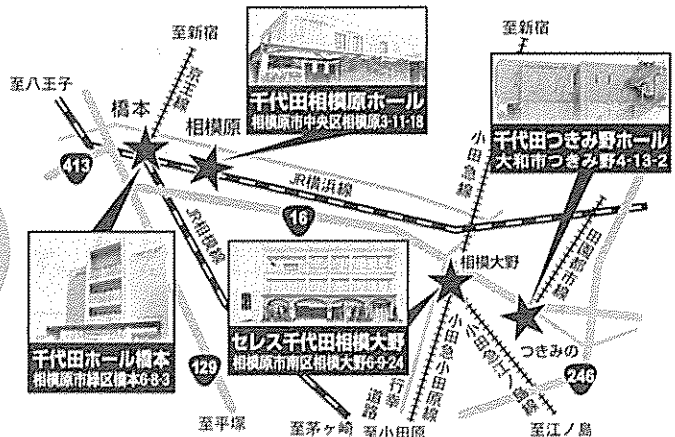 至新宿
京王線
至八王子
橋本
相模原
千代田相模原ホール
相模原市中央区相模原3-11-18
至新宿
小田急線
千代田つきみ野ホール
大和市つきみ野4-13-2
413
JR横浜線
16
JR相模線
田園都市線
相模大野
千代田ホール橋本
相模原市緑区橋本6-8-3
セレス千代田相模大野
相模原市南区相模大野6-9-24
つきみの
小田急小田原線
小田急江ノ島線
行幸道路
129
246
至平塚
至茅ヶ崎
至小田原
至江ノ島